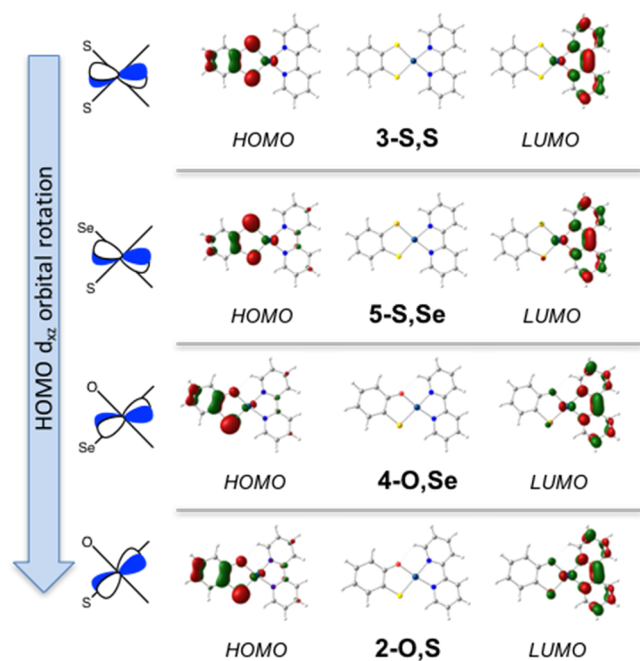 HOMO dxz orbital rotation
S
S
HOMO
3-S,S
LUMO
Se
S
HOMO
5-S,Se
LUMO
O
Se
HOMO
4-O,Se
LUMO
O
S
HOMO
2-O,S
LUMO